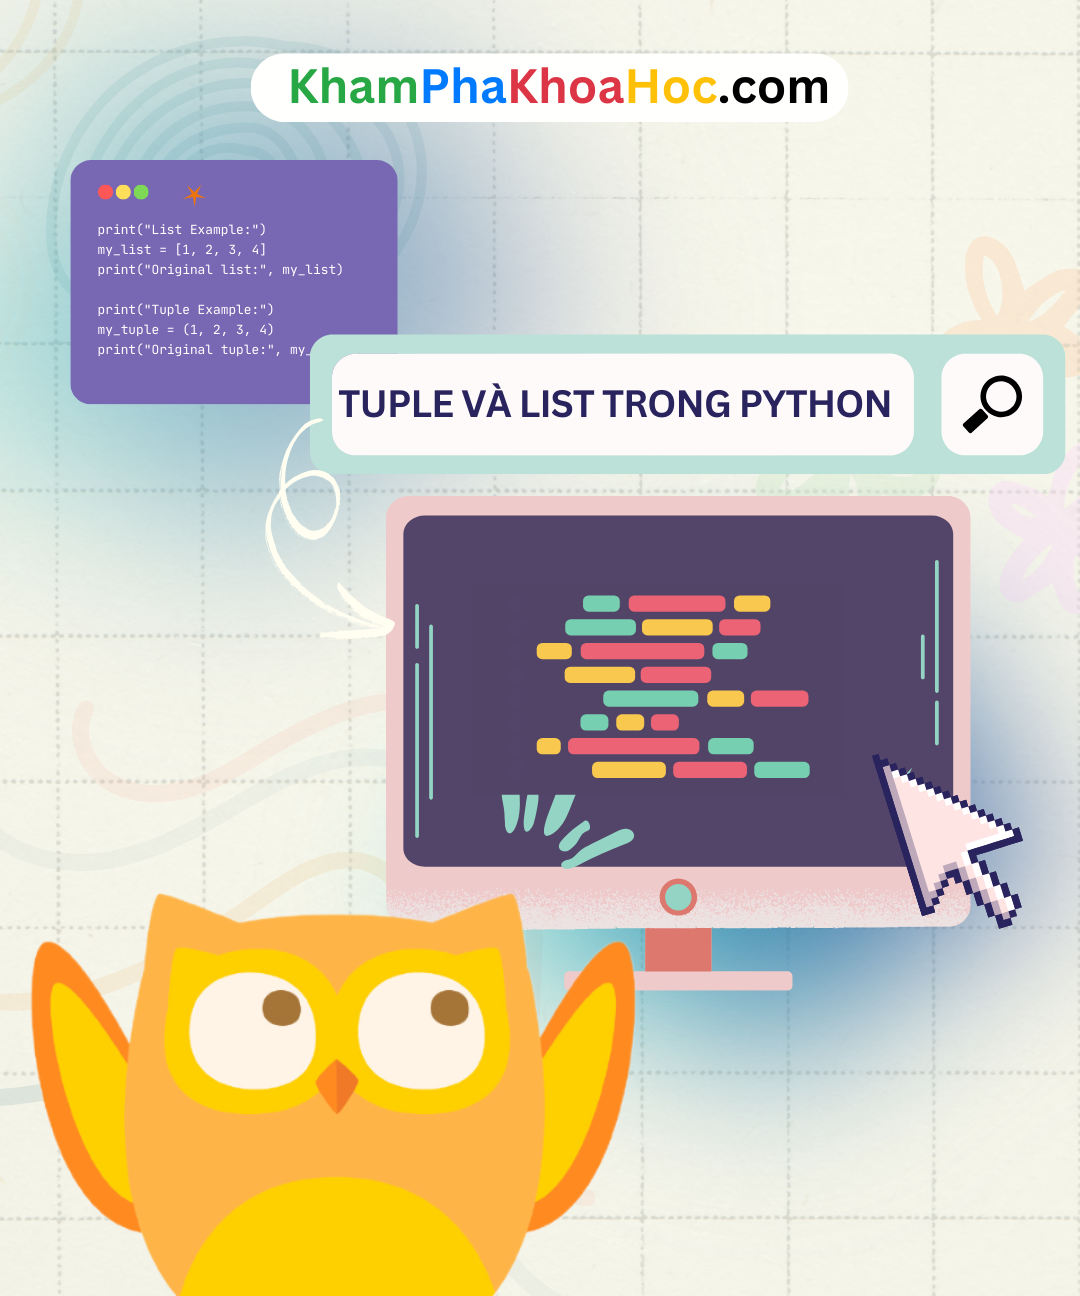 KhamPhaKhoaHoc.com
print("List Example:")
my_list = [1, 2, 3, 4]
print("Original list:", my_list)
print("Tuple Example:")
my_tuple = (1, 2, 3, 4)
print("Original tuple:", my_
TUPLE VÀ LIST TRONG PYTHON